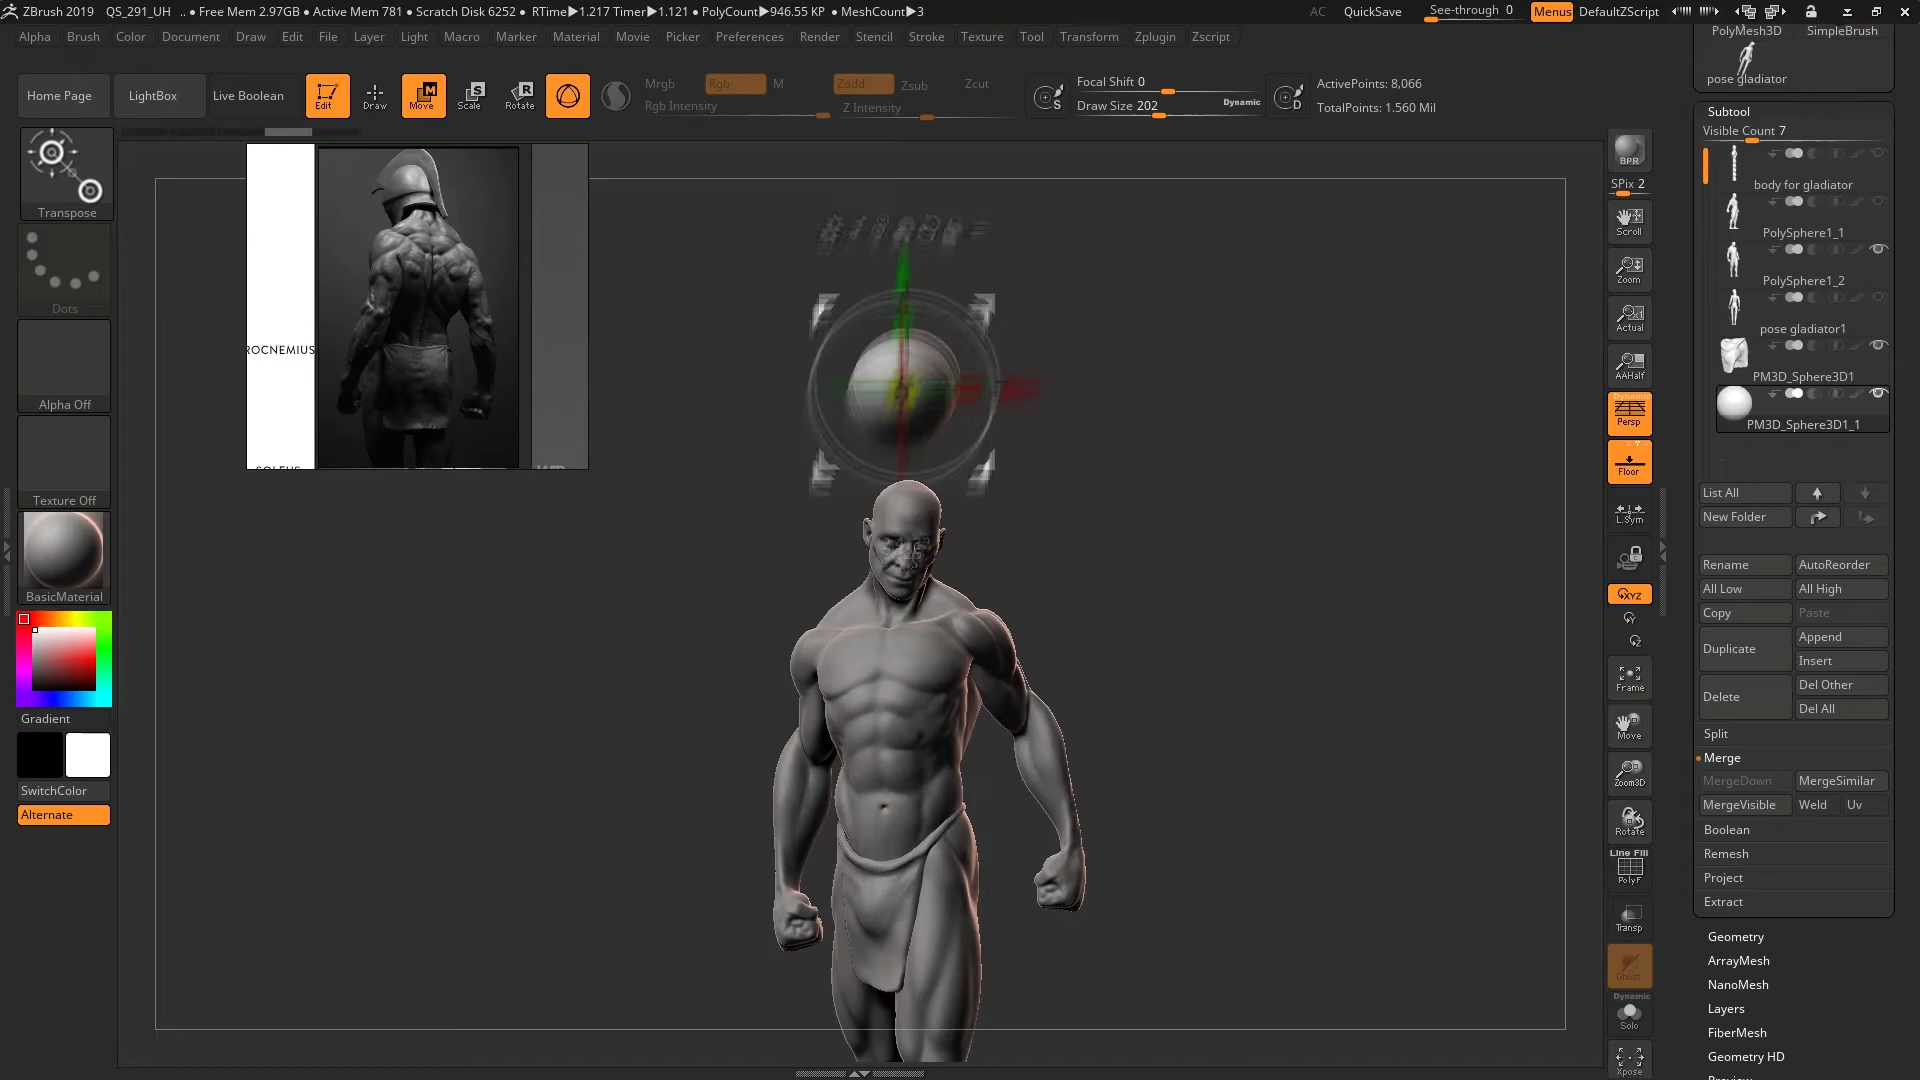 ZBrush 2019 QS_291_UH .. • Free Mem 2.97GB • Active Mem 781 • Scratch Disk 6252 • RTime▶1.217 Timer▶1.121 • PolyCount▶946.55 KP • MeshCount▶3 AC QuickSave See-through 0 Menus DefaultZScript
Alpha Brush Color Document Draw Edit File Layer Light Macro Marker Material Movie Picker Preferences Render Stencil Stroke Texture Tool Transform Zplugin Zscript
PolyMesh3D SimpleBrush
pose gladiator
Home Page LightBox Live Boolean Edit Draw Move Scale Rotate
M S R
Mrgb Rgb M
Rgb Intensity
Zadd Zsub Zcut
Z Intensity
S
Focal Shift 0
Draw Size 202 Dynamic
D
ActivePoints: 8,066
TotalPoints: 1.560 Mil
Transpose
Dots
Alpha Off
Texture Off
BasicMaterial
Gradient
SwitchColor
Alternate
ROCNEMIUS
BPR
SPix 2
Scroll
Zoom
Actual
AAHalf
Dynamic
Persp
Floor
L.Sym
XYZ
Frame
Move
Zoom3D
Rotate
Line Fill
PolyF
Transp
Ghost
Dynamic
Solo
Xpose
Subtool
Visible Count 7
body for gladiator
PolySphere1_1
PolySphere1_2
pose gladiator1
PM3D_Sphere3D1
PM3D_Sphere3D1_1
List All
New Folder
Rename AutoReorder
All Low All High
Copy Paste
Duplicate Append
Insert
Delete Del Other
Del All
Split
Merge
MergeDown MergeSimilar
MergeVisible Weld Uv
Boolean
Remesh
Project
Extract
Geometry
ArrayMesh
NanoMesh
Layers
FiberMesh
Geometry HD